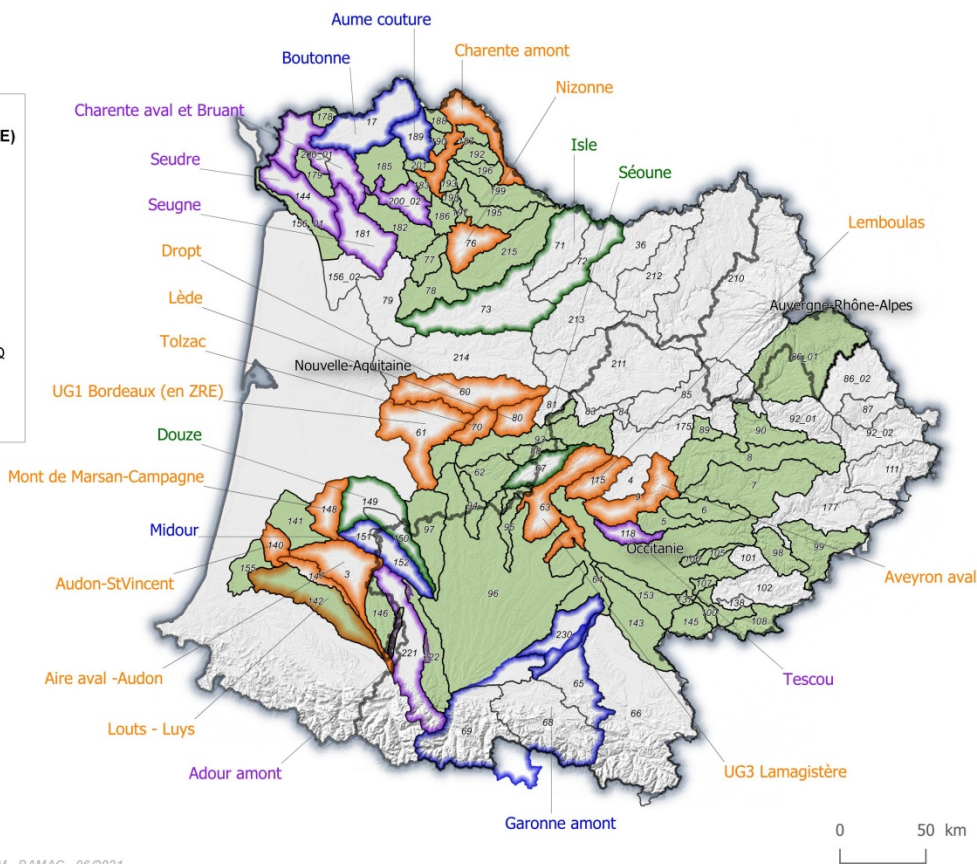 Aume couture
Boutonne
Charente amont
Charente aval et Bruant
Nizonne
E)
Seudre
Isle
Séoune
Seugne
Lemboulas
Dropt
Lède
Tolzac
Q
UG1 Bordeaux (en ZRE)
Douze
Mont de Marsan-Campagne
Midour
Audon-StVincent
Aveyron aval
Aire aval -Audon
Tescou
Louts - Luys
Adour amont
UG3 Lamagistère
Garonne amont
Auvergne-Rhône-Alpes
Nouvelle-Aquitaine
Occitanie
178
17
189
188
192
185
201
196
179
193
199
144
200_02
186
195
181
182
76
215
71
36
77
72
212
210
156_02
79
78
73
213
214
211
86_02
60
81
83
84
85
87
92_01
92_02
61
70
80
175
89
90
8
111
62
67
115
4
7
9
177
149
148
63
6
5
141
151
97
95
118
140
152
99
98
101
155
3
96
64
102
142
146
153
107
138
143
145
108
221
230
65
66
68
69
0
50 km
BAMAG - 06/2021